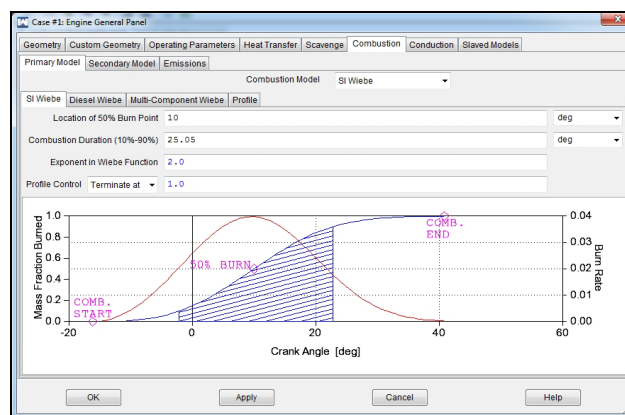 Case #1: Engine General Panel
Geometry Custom Geometry Operating Parameters Heat Transfer Scavenge Combustion Conduction Slaved Models
Primary Model Secondary Model Emissions
Combustion Model SI Wiebe
SI Wiebe Diesel Wiebe Multi-Component Wiebe Profile
Location of 50% Burn Point 10 deg
Combustion Duration (10%-90%) 25.05 deg
Exponent in Wiebe Function 2.0
Profile Control Terminate at 1.0
1.0 0.04
COMB.
END
0.8
0.03
0.6
50% BURN
0.02
0.4
COMB.
START
0.01
0.2
0.0 0.00
-20 0 20 40 60
Mass Fraction Burned
Burn Rate
Crank Angle [deg]
OK Apply Cancel Help